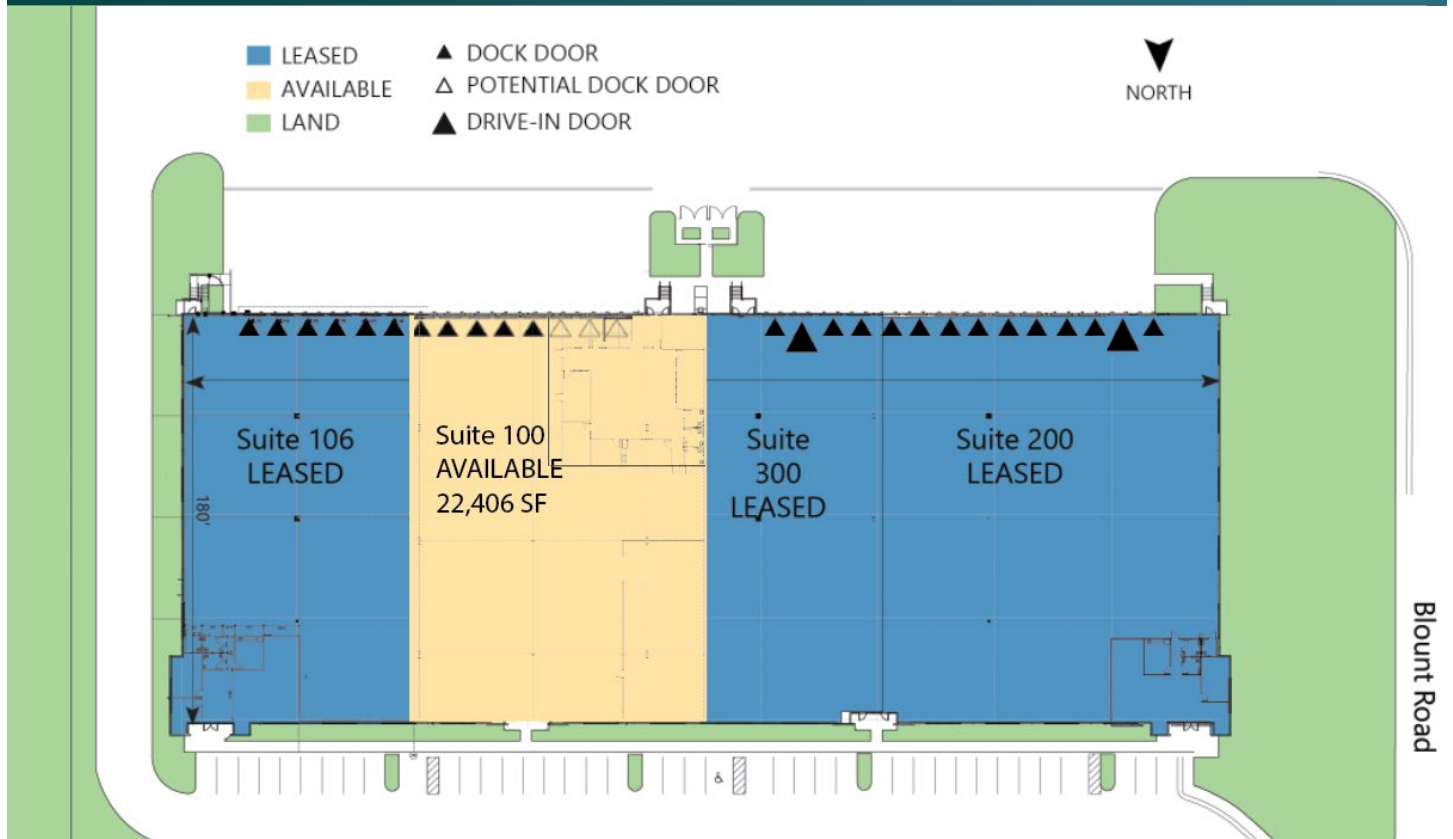 LEASED
AVAILABLE
LAND
DOCK DOOR
POTENTIAL DOCK DOOR
DRIVE-IN DOOR
NORTH
Suite 106
LEASED
Suite 100
AVAILABLE
22,406 SF
Suite
300
LEASED
Suite 200
LEASED
180'
Blount Road